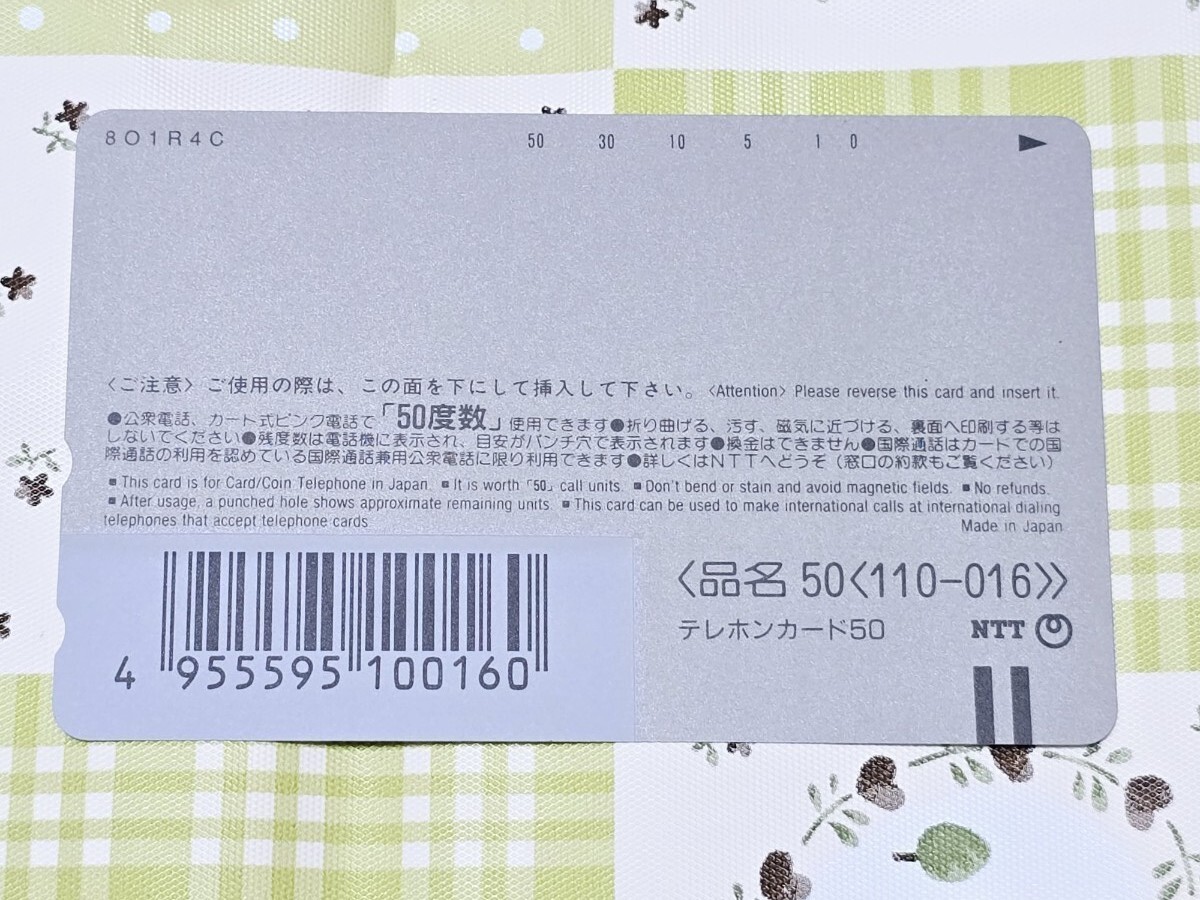 801R4C 50 30 10 5 1 0
〈ご注意〉ご使用の際は、この面を下にして挿入して下さい。〈Attention〉Please reverse this card and insert it.
●公衆電話、カード式ピンク電話で「50度数」使用できます●折り曲げる、汚す、磁気に近づける、裏面へ印刷する等は
しないでください●残度数は電話機に表示され、目安がパンチ穴で表示されます●換金はできません●国際通話はカードでの国
際通話の利用を認めている国際通話兼用公衆電話に限り利用できます●詳しくはNTTへどうぞ(窓口の約款もご覧ください)
■This card is for Card/Coin Telephone in Japan. ■It is worth「50」call units. ■Don't bend or stain and avoid magnetic fields. ■No refunds.
■After usage, a punched hole shows approximate remaining units. ■This card can be used to make international calls at international dialing
telephones that accept telephone cards
Made in Japan
〈品名 50〈110-016〉〉
テレホンカード50 NTT
4 955595 100160